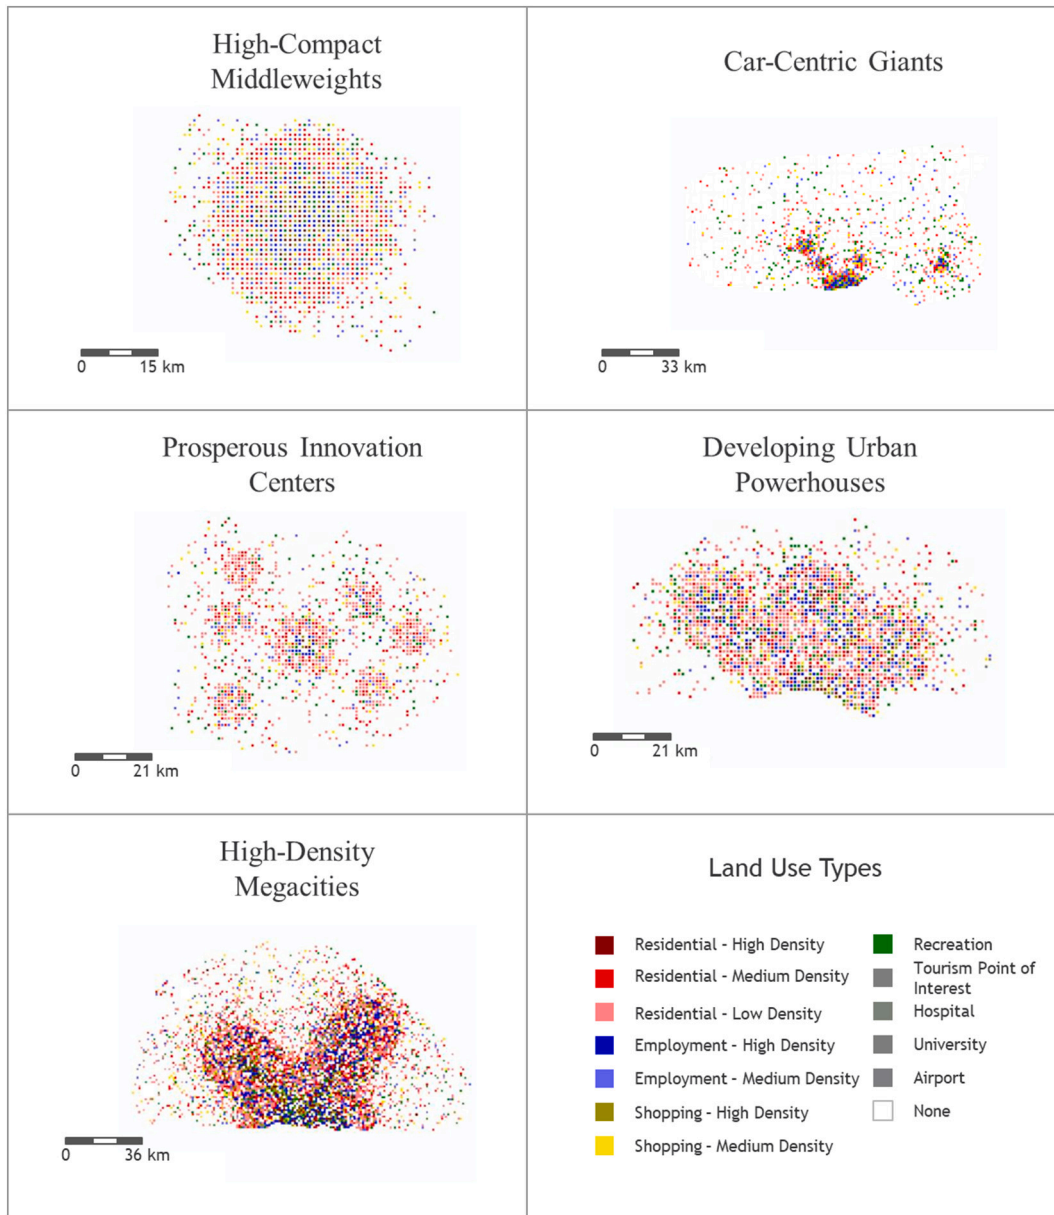 High-Compact
Middleweights
0 15 km
Car-Centric Giants
0 33 km
Prosperous Innovation
Centers
0 21 km
Developing Urban
Powerhouses
0 21 km
High-Density
Megacities
0 36 km
Land Use Types
Residential - High Density
Residential - Medium Density
Residential - Low Density
Employment - High Density
Employment - Medium Density
Shopping - High Density
Shopping - Medium Density
Recreation
Tourism Point of
Interest
Hospital
University
Airport
None